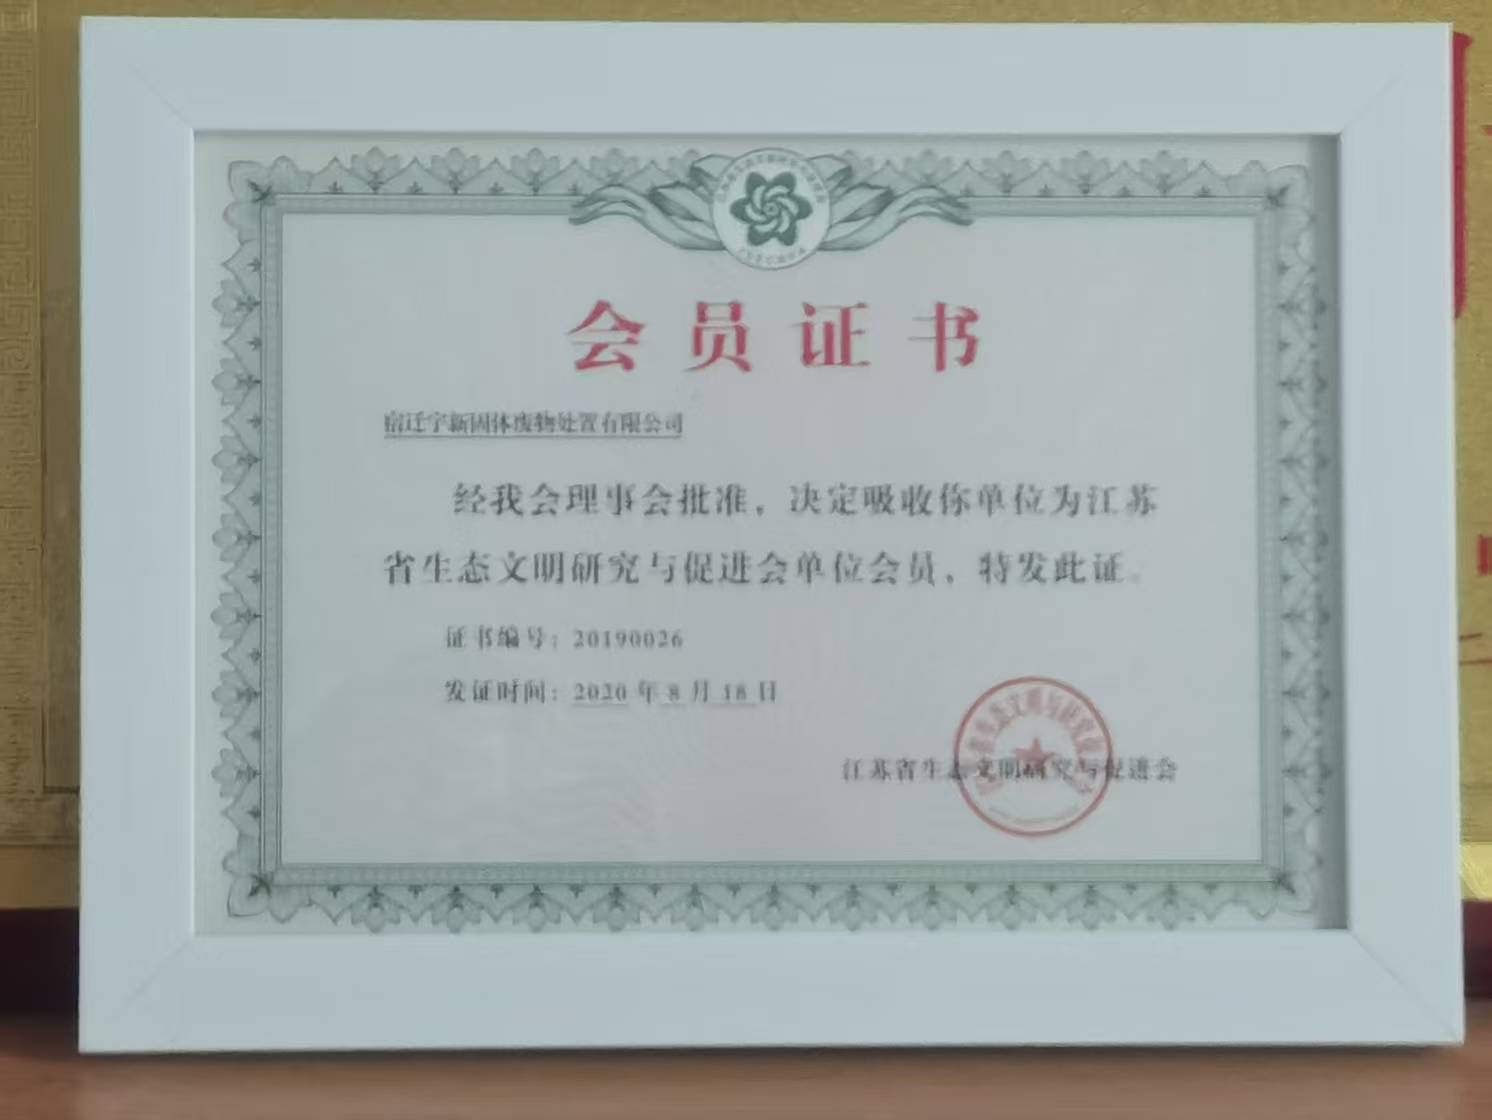 会员证书
宿迁宇新固体废物处置有限公司
经我会理事会批准，决定吸收你单位为江苏
省生态文明研究与促进会单位会员，特发此证。
证书编号：20190026
发证时间：2020年8月18日
江苏省生态文明研究与促进会